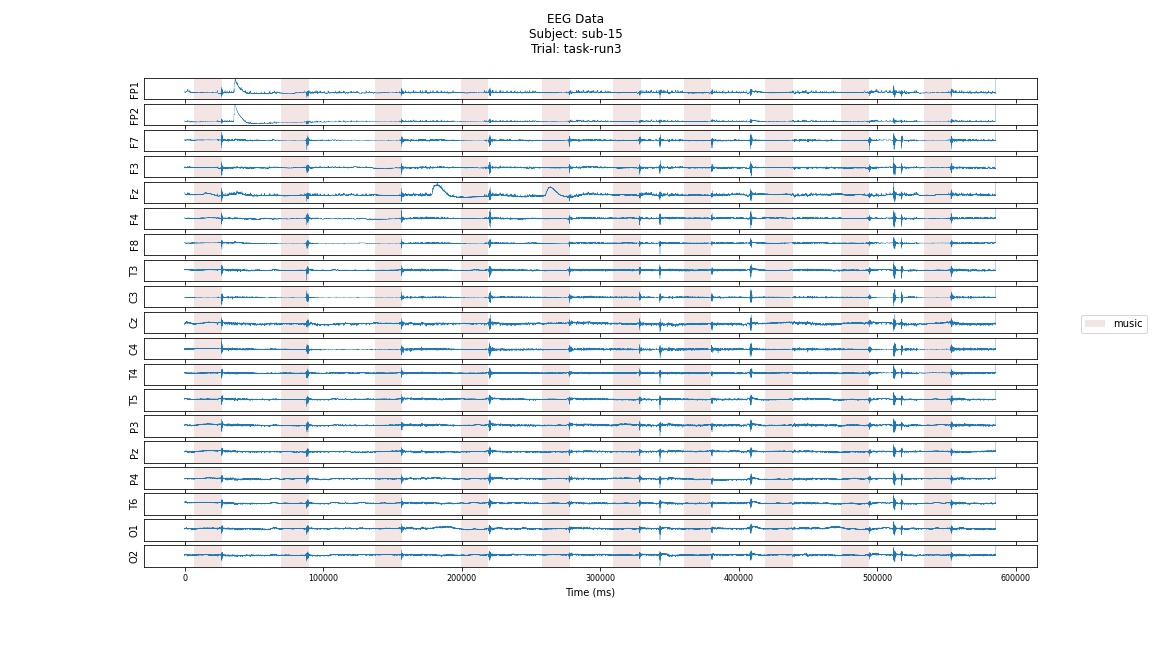 EEG Data
Subject: sub-15
Trial: task-run3
FP1
FP2
F7
F3
Fz
F4
F8
T3
C3
Cz
music
C4
T4
T5
P3
Pz
P4
T6
O1
O2
0 100000 200000 300000 400000 500000 600000
Time (ms)